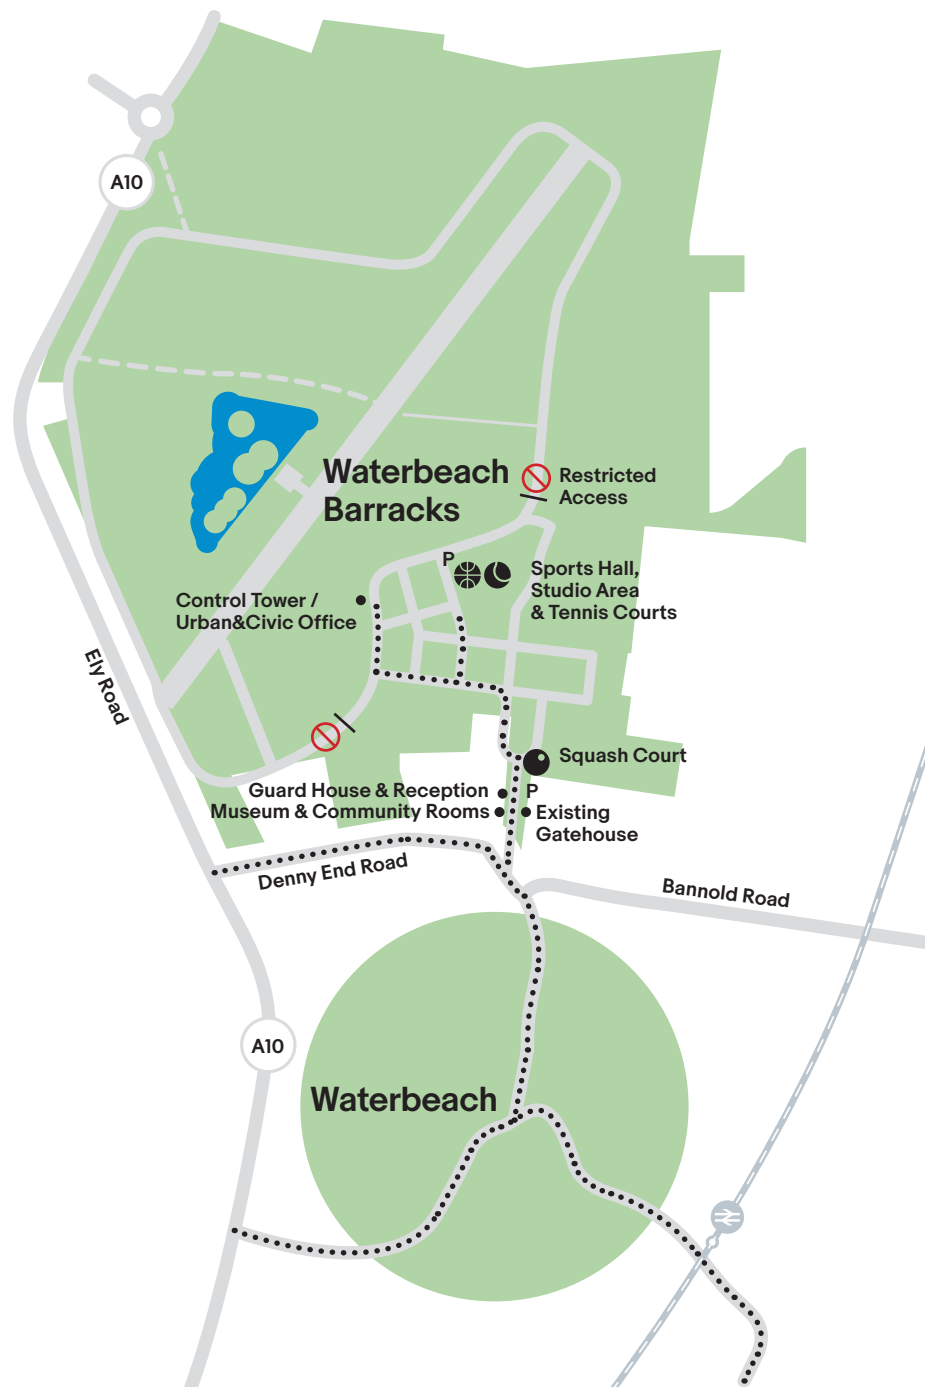 A10
Waterbeach
Barracks
Restricted
Access
P
Sports Hall,
Studio Area
& Tennis Courts
Control Tower /
Urban&Civic Office
Ely Road
Squash Court
Guard House & Reception
P
Museum & Community Rooms
Existing
Gatehouse
Denny End Road
Bannold Road
A10
Waterbeach